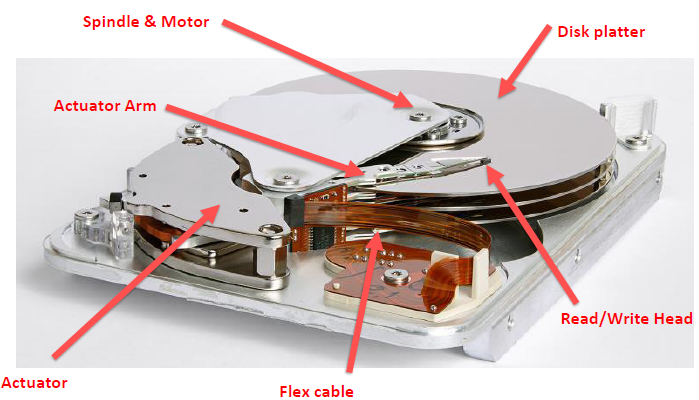 Spindle & Motor
Disk platter
Actuator Arm
Read/Write Head
Actuator
Flex cable